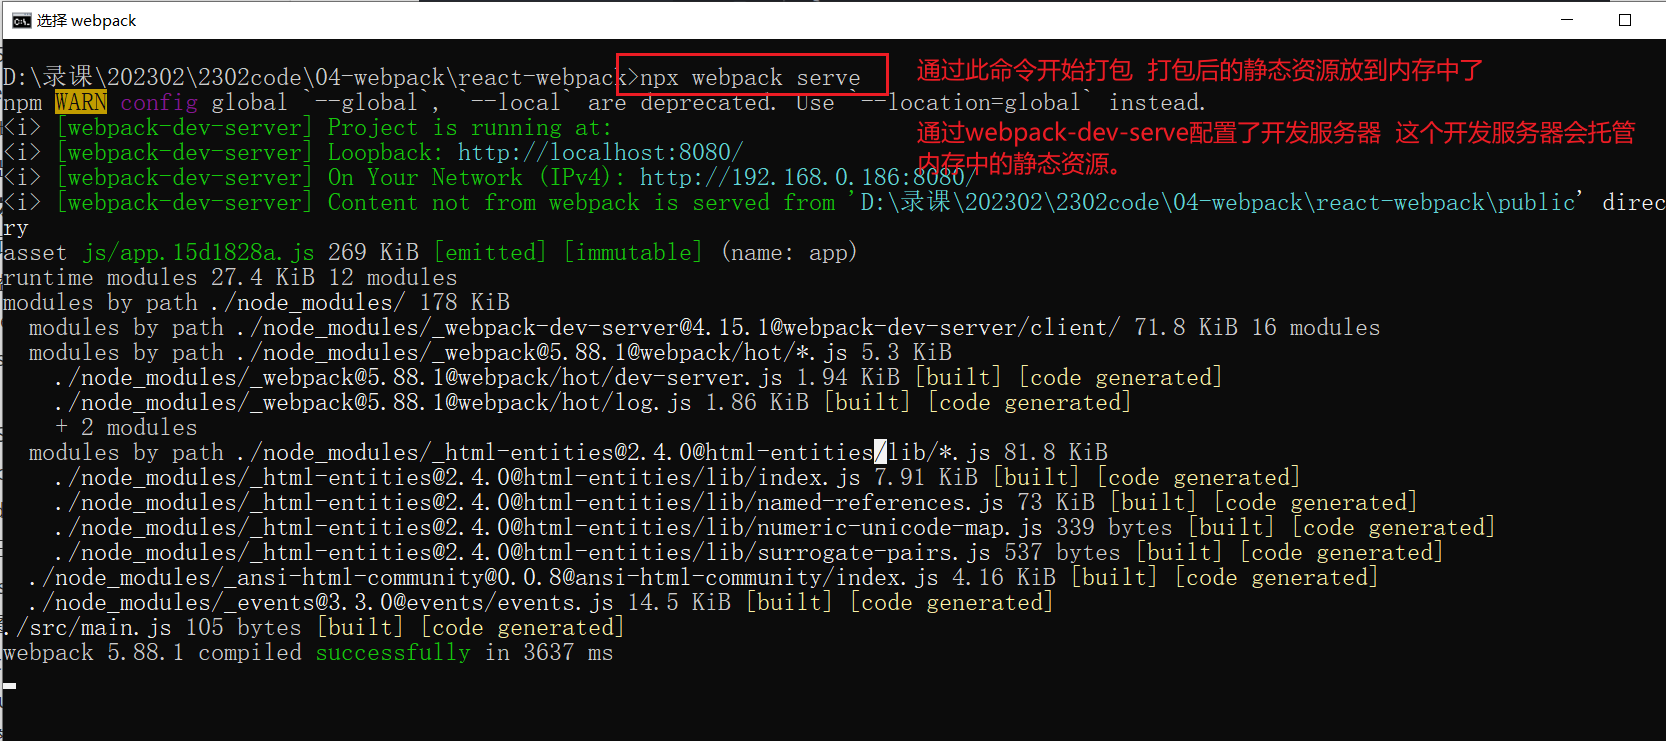 选择 webpack
D:\录课\202302\2302code\04-webpack\react-webpack>npx webpack serve
通过此命令开始打包 打包后的静态资源放到内存中了
npm WARN config global `--global`, `--local` are deprecated. Use `--location=global` instead.
<i> [webpack-dev-server] Project is running at:
通过webpack-dev-serve配置了开发服务器 这个开发服务器会托管
内存中的静态资源。
<i> [webpack-dev-server] Loopback: http://localhost:8080/
<i> [webpack-dev-server] On Your Network (IPv4): http://192.168.0.186:8080/
<i> [webpack-dev-server] Content not from webpack is served from 'D:\录课\202302\2302code\04-webpack\react-webpack\public' direc
ry
asset js/app.15d1828a.js 269 KiB [emitted] [immutable] (name: app)
runtime modules 27.4 KiB 12 modules
modules by path ./node_modules/ 178 KiB
modules by path ./node_modules/_webpack-dev-server@4.15.1@webpack-dev-server/client/ 71.8 KiB 16 modules
modules by path ./node_modules/_webpack@5.88.1@webpack/hot/*.js 5.3 KiB
./node_modules/_webpack@5.88.1@webpack/hot/dev-server.js 1.94 KiB [built] [code generated]
./node_modules/_webpack@5.88.1@webpack/hot/log.js 1.86 KiB [built] [code generated]
+ 2 modules
modules by path ./node_modules/_html-entities@2.4.0@html-entities/lib/*.js 81.8 KiB
./node_modules/_html-entities@2.4.0@html-entities/lib/index.js 7.91 KiB [built] [code generated]
./node_modules/_html-entities@2.4.0@html-entities/lib/named-references.js 73 KiB [built] [code generated]
./node_modules/_html-entities@2.4.0@html-entities/lib/numeric-unicode-map.js 339 bytes [built] [code generated]
./node_modules/_html-entities@2.4.0@html-entities/lib/surrogate-pairs.js 537 bytes [built] [code generated]
./node_modules/_ansi-html-community@0.0.8@ansi-html-community/index.js 4.16 KiB [built] [code generated]
./node_modules/_events@3.3.0@events/events.js 14.5 KiB [built] [code generated]
./src/main.js 105 bytes [built] [code generated]
webpack 5.88.1 compiled successfully in 3637 ms